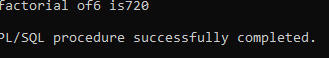 factorial of6 is720
PL/SQL procedure successfully completed.